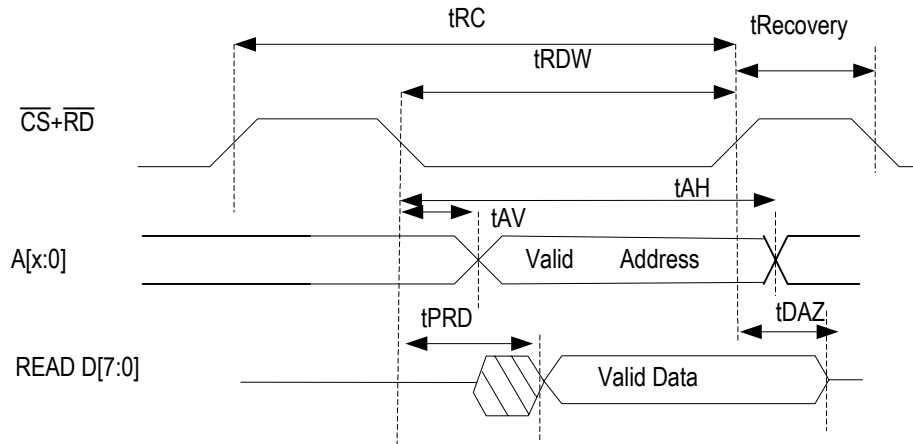 tRC
tRecovery
tRDW
CS+RD
tAH
tAV
A[x:0]
Valid Address
tPRD
tDAZ
READ D[7:0]
Valid Data